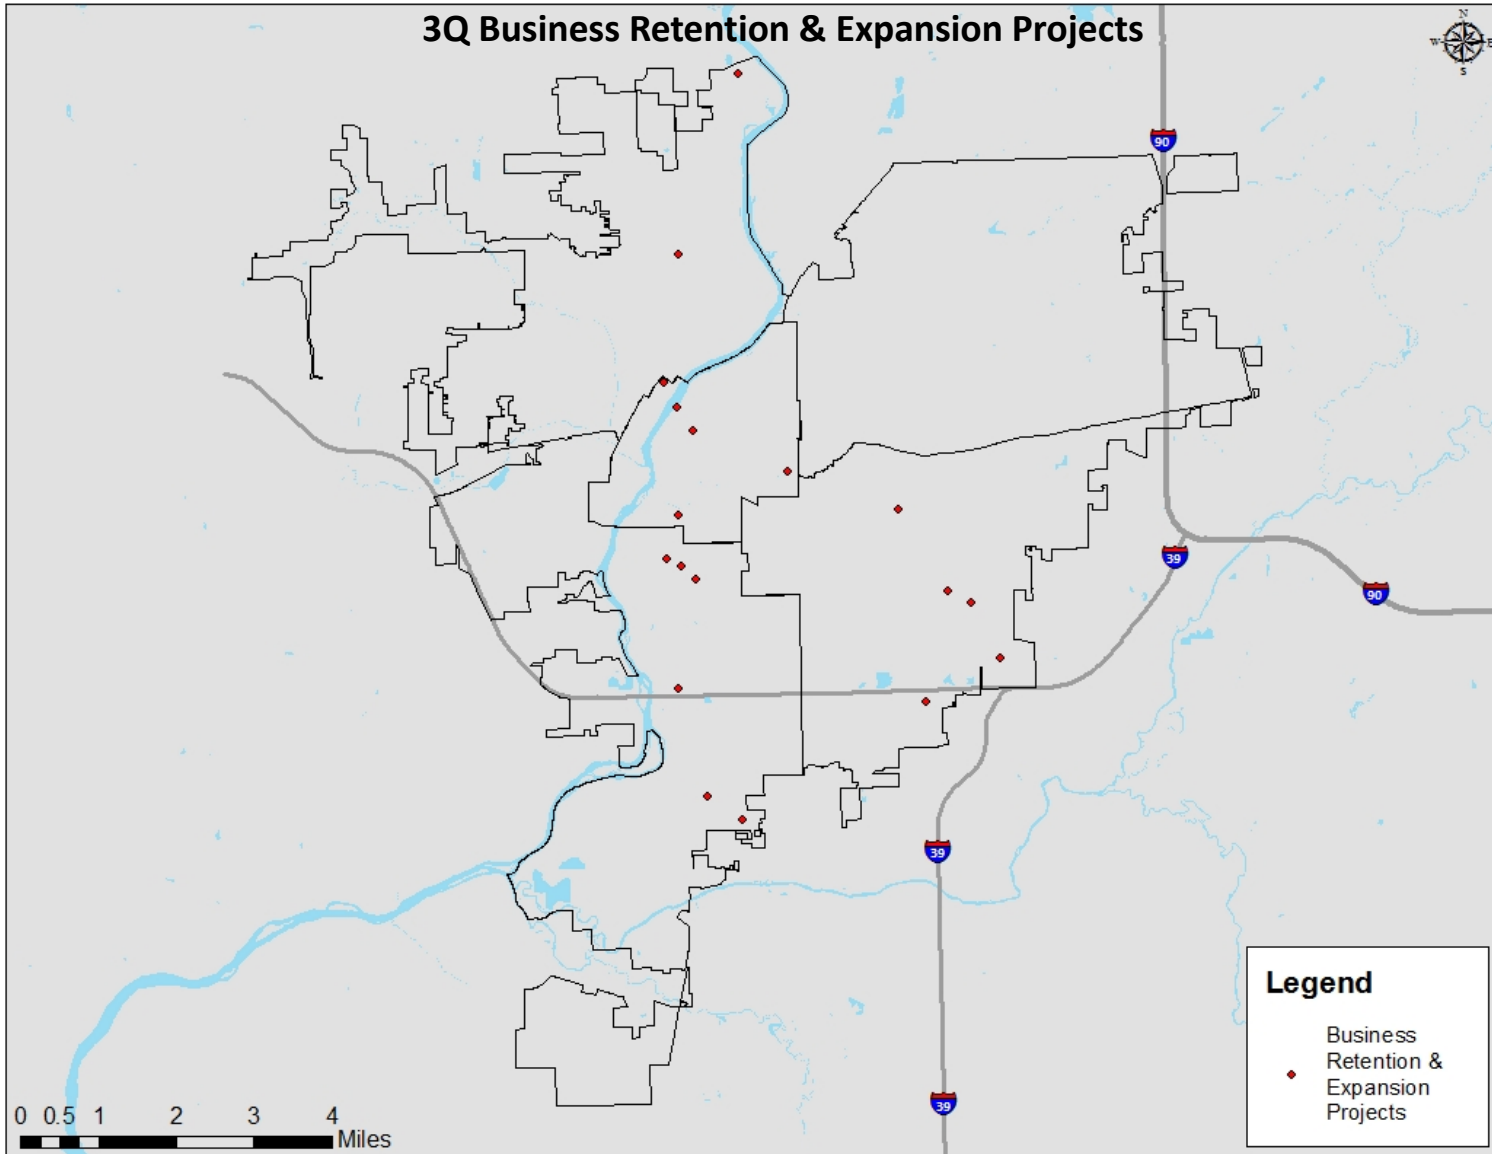 3Q Business Retention & Expansion Projects
N
W E
S
90
39
90
39
39
Legend
Business
Retention &
Expansion
Projects
0 0.5 1 2 3 4
Miles